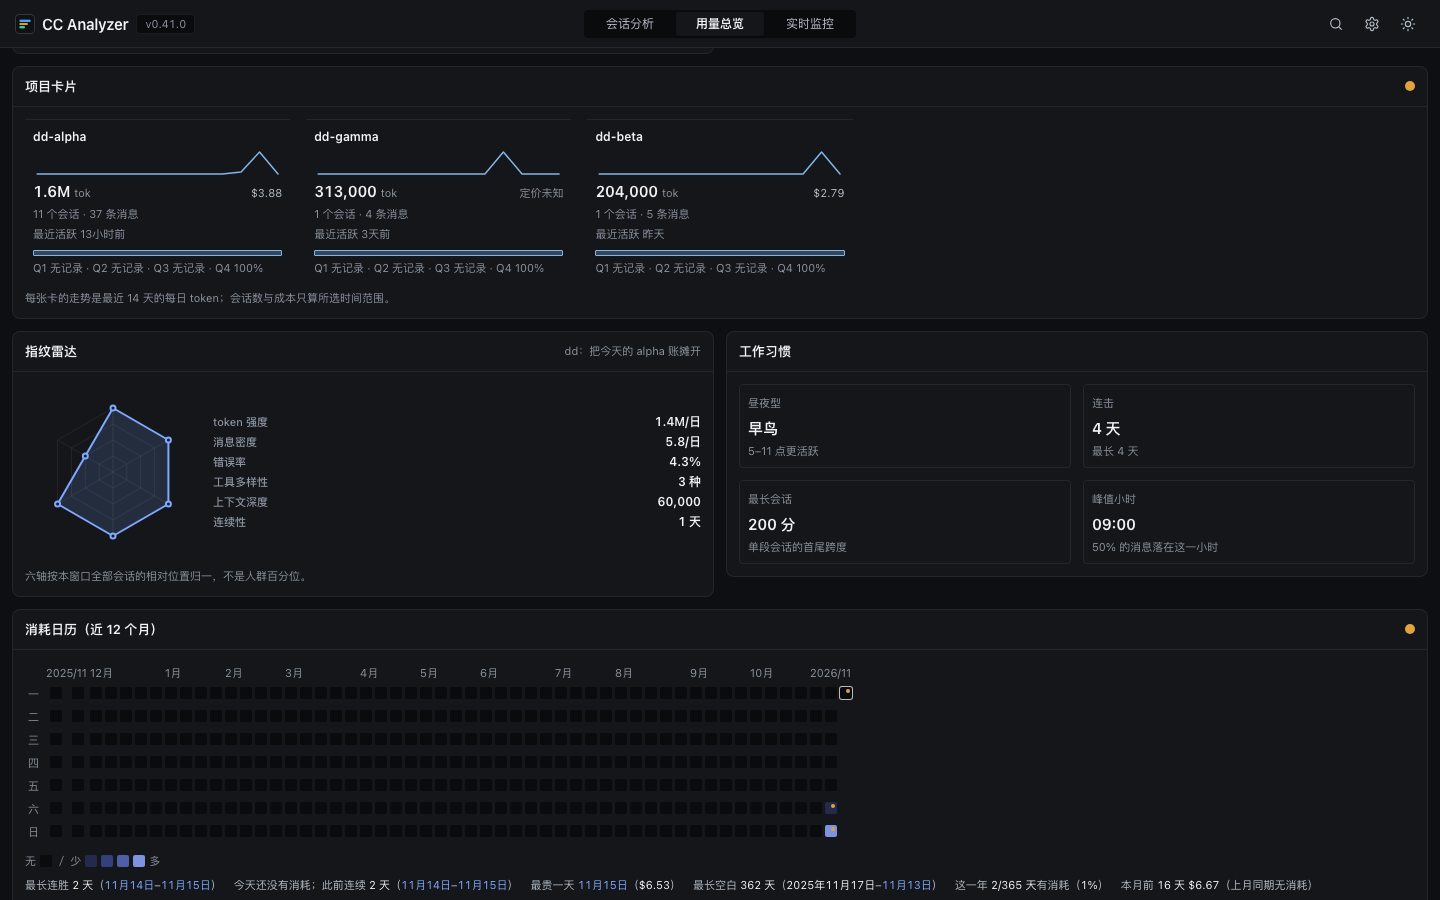 CC Analyzer v0.41.0 会话分析 用量总览 实时监控
项目卡片
dd-alpha
1.6M tok $3.88
11 个会话 · 37 条消息
最近活跃 13小时前
Q1 无记录 · Q2 无记录 · Q3 无记录 · Q4 100%
dd-gamma
313,000 tok 定价未知
1 个会话 · 4 条消息
最近活跃 3天前
Q1 无记录 · Q2 无记录 · Q3 无记录 · Q4 100%
dd-beta
204,000 tok $2.79
1 个会话 · 5 条消息
最近活跃 昨天
Q1 无记录 · Q2 无记录 · Q3 无记录 · Q4 100%
每张卡的走势是最近 14 天的每日 token；会话数与成本只算所选时间范围。
指纹雷达 dd：把今天的 alpha 账摊开
token 强度 1.4M/日
消息密度 5.8/日
错误率 4.3%
工具多样性 3 种
上下文深度 60,000
连续性 1 天
六轴按本窗口全部会话的相对位置归一，不是人群百分位。
工作习惯
昼夜型
早鸟
5–11 点更活跃
连击
4 天
最长 4 天
最长会话
200 分
单段会话的首尾跨度
峰值小时
09:00
50% 的消息落在这一小时
消耗日历（近 12 个月）
2025/11 12月 1月 2月 3月 4月 5月 6月 7月 8月 9月 10月 2026/11
一
二
三
四
五
六
日
无 / 少 多
最长连胜 2 天（11月14日–11月15日） 今天还没有消耗；此前连续 2 天（11月14日–11月15日） 最贵一天 11月15日（$6.53） 最长空白 362 天（2025年11月17日–11月13日） 这一年 2/365 天有消耗（1%） 本月前 16 天 $6.67（上月同期无消耗）